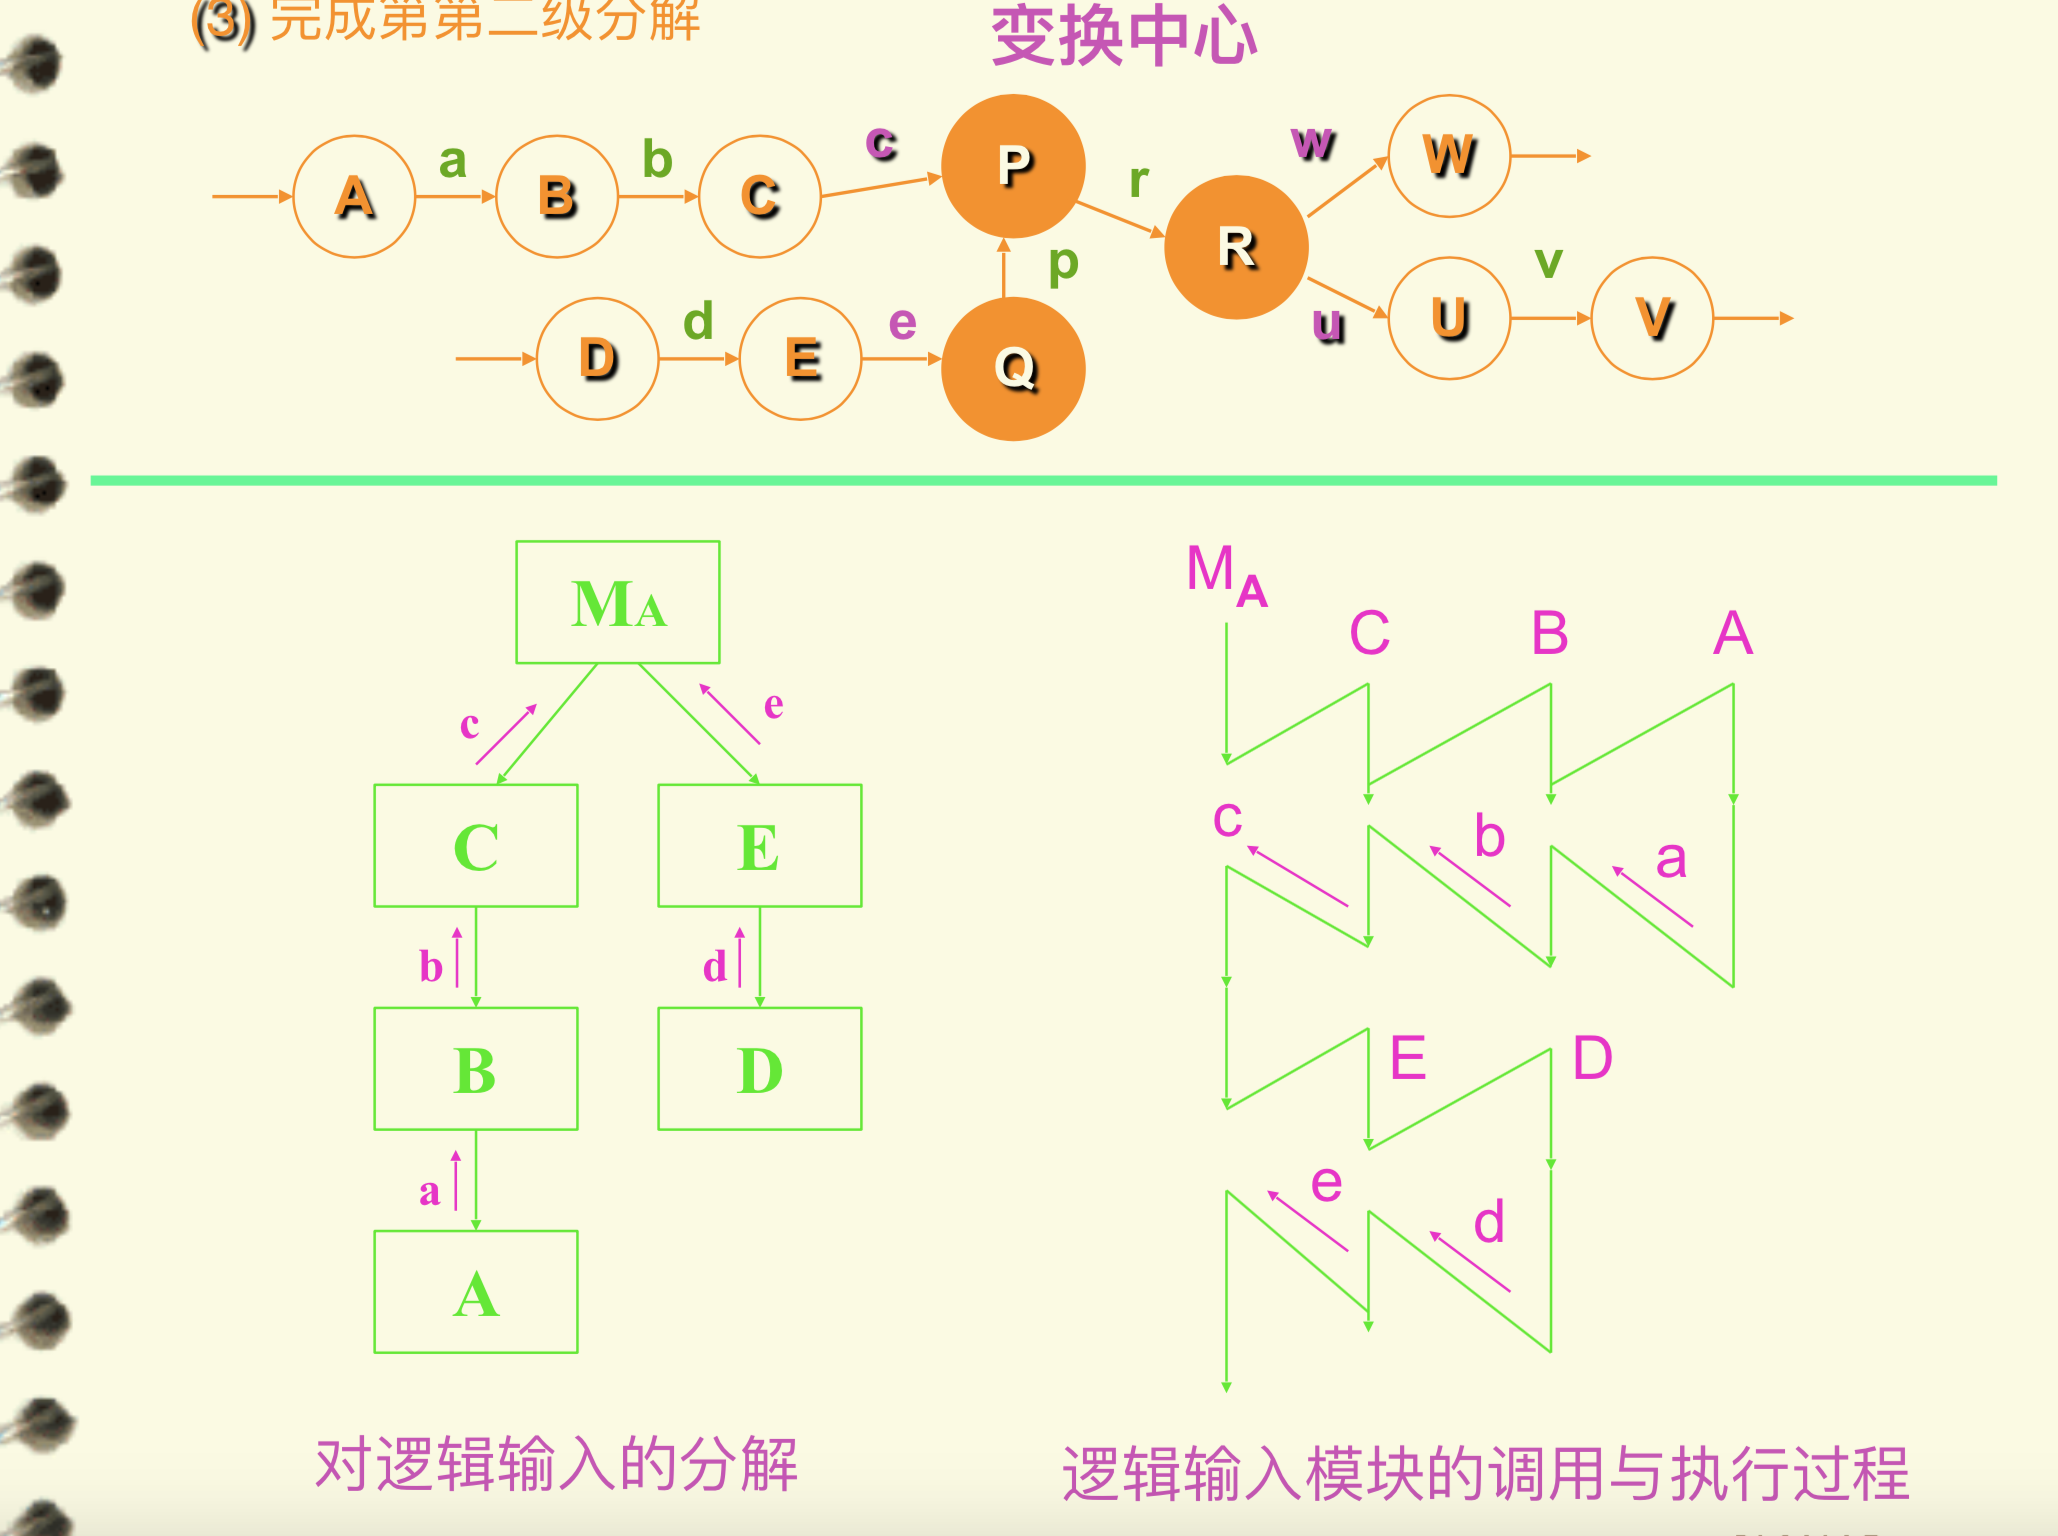 (3) 完成第第二级分解
变换中心
A a B b C c P r R w W
D d E e Q p u U v V
MA
c e
C E
b d
B D
a
A
对逻辑输入的分解
MA C B A
c b a
E D
e d
逻辑输入模块的调用与执行过程